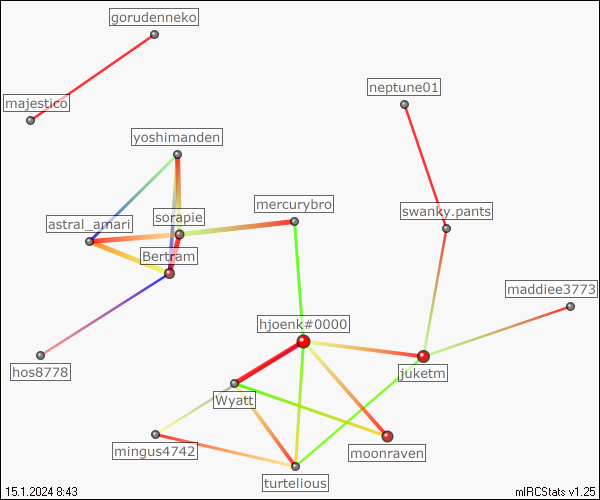 gorudenneko
neptune01
majestico
yoshimanden
mercurybro
swanky.pants
sorapie
astral_amari
Bertram
maddiee3773
hjoenk#0000
hos8778
juketm
Wyatt
mingus4742
moonraven
turtelious
15.1.2024 8:43
mIRCStats v1.25